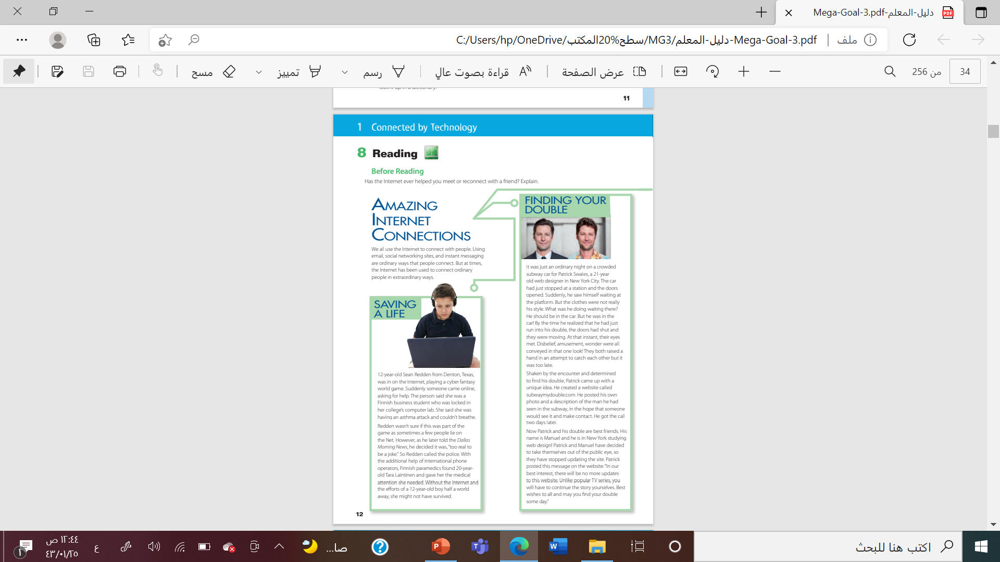 دليل-المعلم-Mega-Goal-3.pdf
C:/Users/hp/OneDrive/سطح%20المكتب/MG3/دليل-المعلم-Mega-Goal-3.pdf
ملف
مسح
تمييز
رسم
قراءة بصوت عالٍ
عرض الصفحة
من 256
34
look it up in a dictionary.
11
1 Connected by Technology
8 Reading
Before Reading
Has the Internet ever helped you meet or reconnect with a friend? Explain.
AMAZING
INTERNET
CONNECTIONS
We all use the Internet to connect with people. Using
email, social networking sites, and instant messaging
are ordinary ways that people connect. But at times,
the Internet has been used to connect ordinary
people in extraordinary ways.
SAVING
A LIFE
12-year-old Sean Redden from Denton, Texas,
was in on the Internet, playing a cyber fantasy
world game. Suddenly someone came online,
asking for help. The person said she was a
Finnish business student who was locked in
her college's computer lab. She said she was
having an asthma attack and couldn't breathe.
Redden wasn't sure if this was part of the
game as sometimes a few people lie on
the Net. However, as he later told the Dallas
Morning News, he decided it was, "too real to
be a joke." So Redden called the police. With
the additional help of international phone
operators, Finnish paramedics found 20-year-
old Tara Laintinen and gave her the medical
attention she needed. Without the Internet and
the efforts of a 12-year-old boy half a world
away, she might not have survived.
FINDING YOUR
DOUBLE
It was just an ordinary night on a crowded
subway car for Patrick Swales, a 21-year
old web designer in New York City. The car
had just stopped at a station and the doors
opened. Suddenly, he saw himself waiting at
the platform. But the clothes were not really
his style. What was he doing waiting there?
He should be in the car. But he was in the
car! By the time he realized that he had just
run into his double, the doors had shut and
they were moving. At that instant, their eyes
met. Disbelief, amusement, wonder were all
conveyed in that one look! They both raised a
hand in an attempt to catch each other but it
was too late.
Shaken by the encounter and determined
to find his double, Patrick came up with a
unique idea. He created a website called
subwaymydouble.com. He posted his own
photo and a description of the man he had
seen in the subway, in the hope that someone
would see it and make contact. He got the call
two days later.
Now Patrick and his double are best friends. His
name is Manuel and he is in New York studying
web design! Patrick and Manuel have decided
to take themselves out of the public eye, so
they have stopped updating the site. Patrick
posted this message on the website: "In our
best interest, there will be no more updates
to this website. Unlike popular TV series, you
will have to continue the story yourselves. Best
wishes to all and may you find your double
some day."
12
١٢:٤٤ ص
٤٣/٠١/٢٥
١
ع
صا...
اكتب هنا للبحث